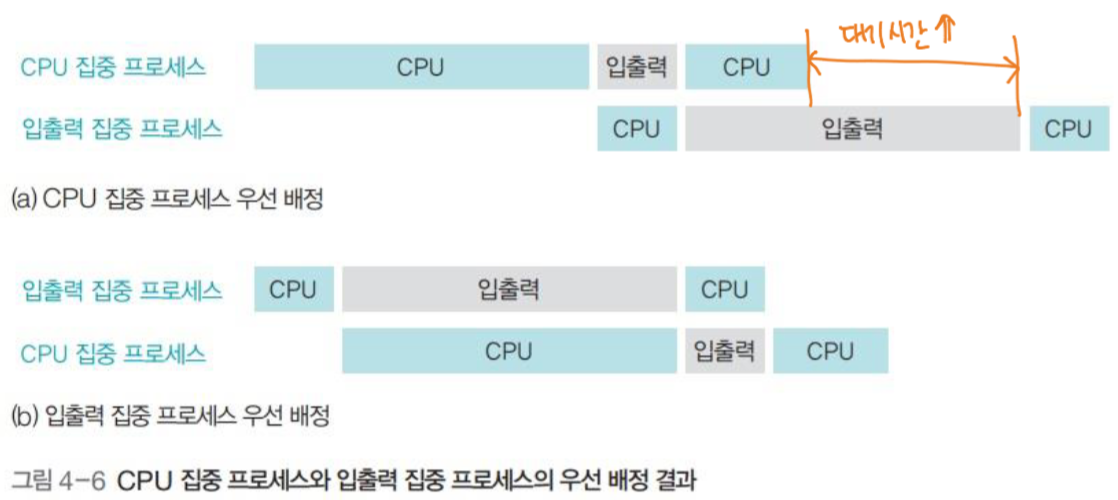 대기시간⇑
CPU 집중 프로세스 CPU 입출력 CPU
입출력 집중 프로세스 CPU 입출력 CPU
(a) CPU 집중 프로세스 우선 배정
입출력 집중 프로세스 CPU 입출력 CPU
CPU 집중 프로세스 CPU 입출력 CPU
(b) 입출력 집중 프로세스 우선 배정
그림 4-6 CPU 집중 프로세스와 입출력 집중 프로세스의 우선 배정 결과